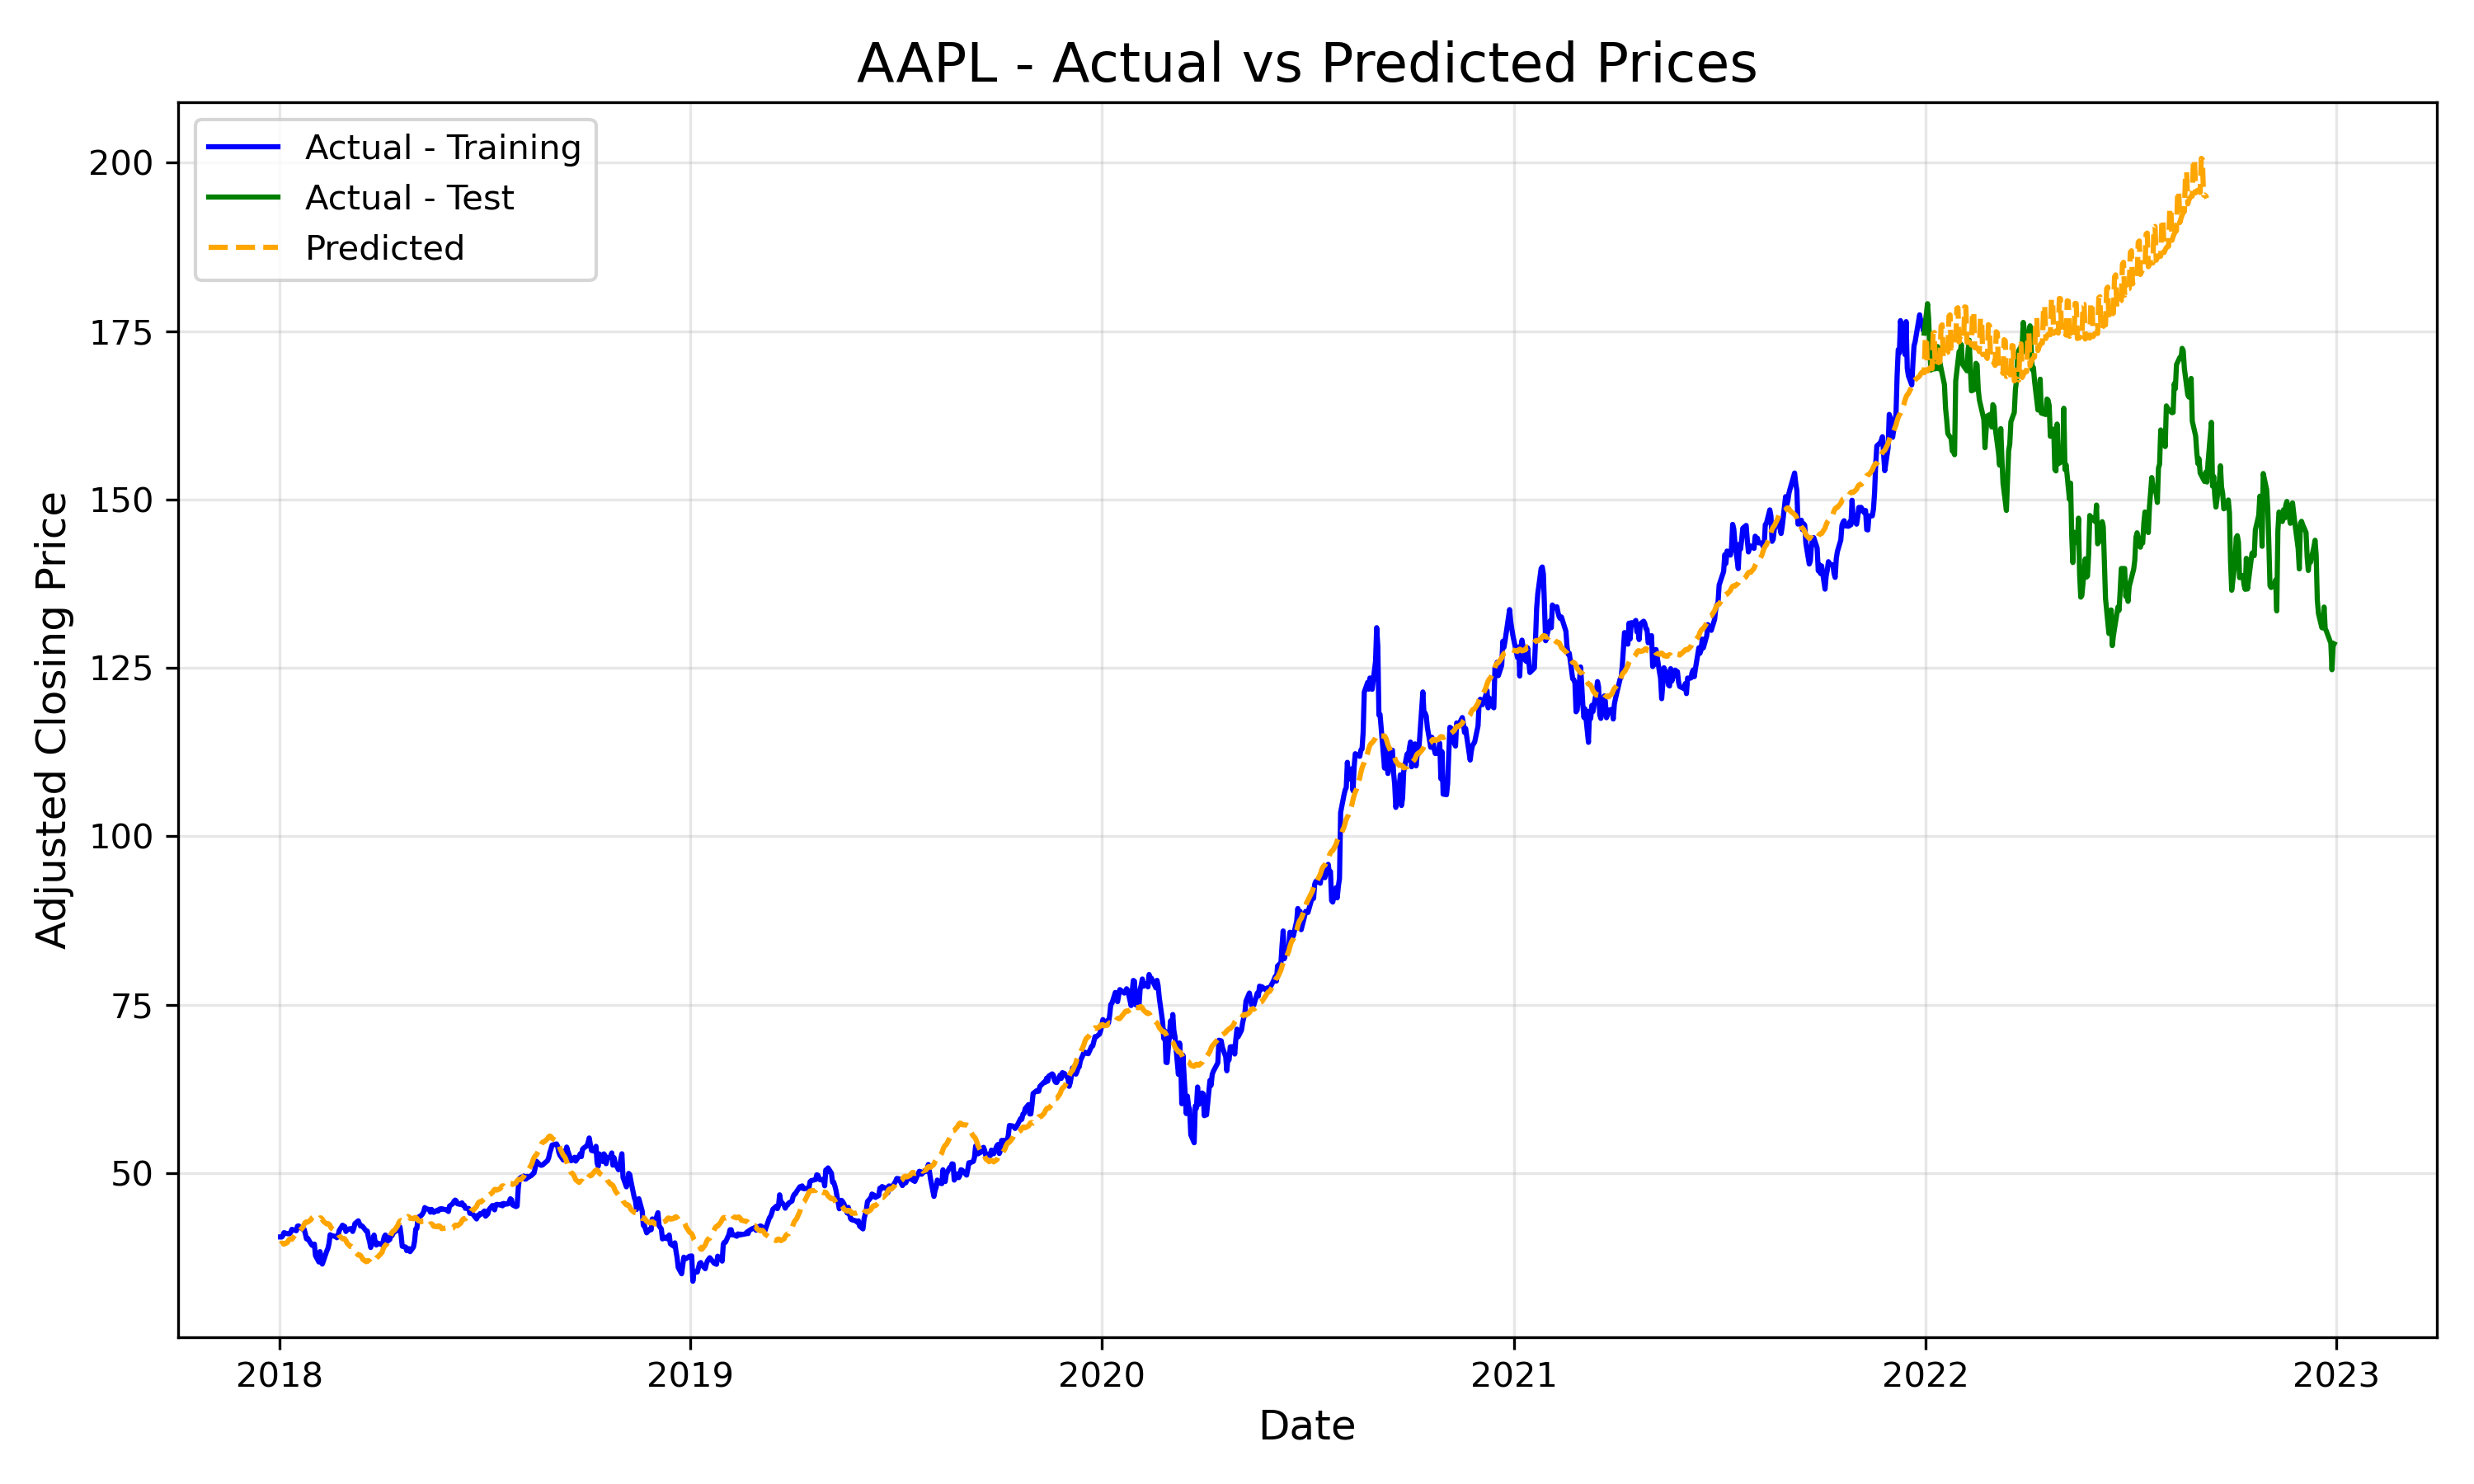 AAPL - Actual vs Predicted Prices
Actual - Training
Actual - Test
Predicted
Adjusted Closing Price
200
175
150
125
100
75
50
2018 2019 2020 2021 2022 2023
Date